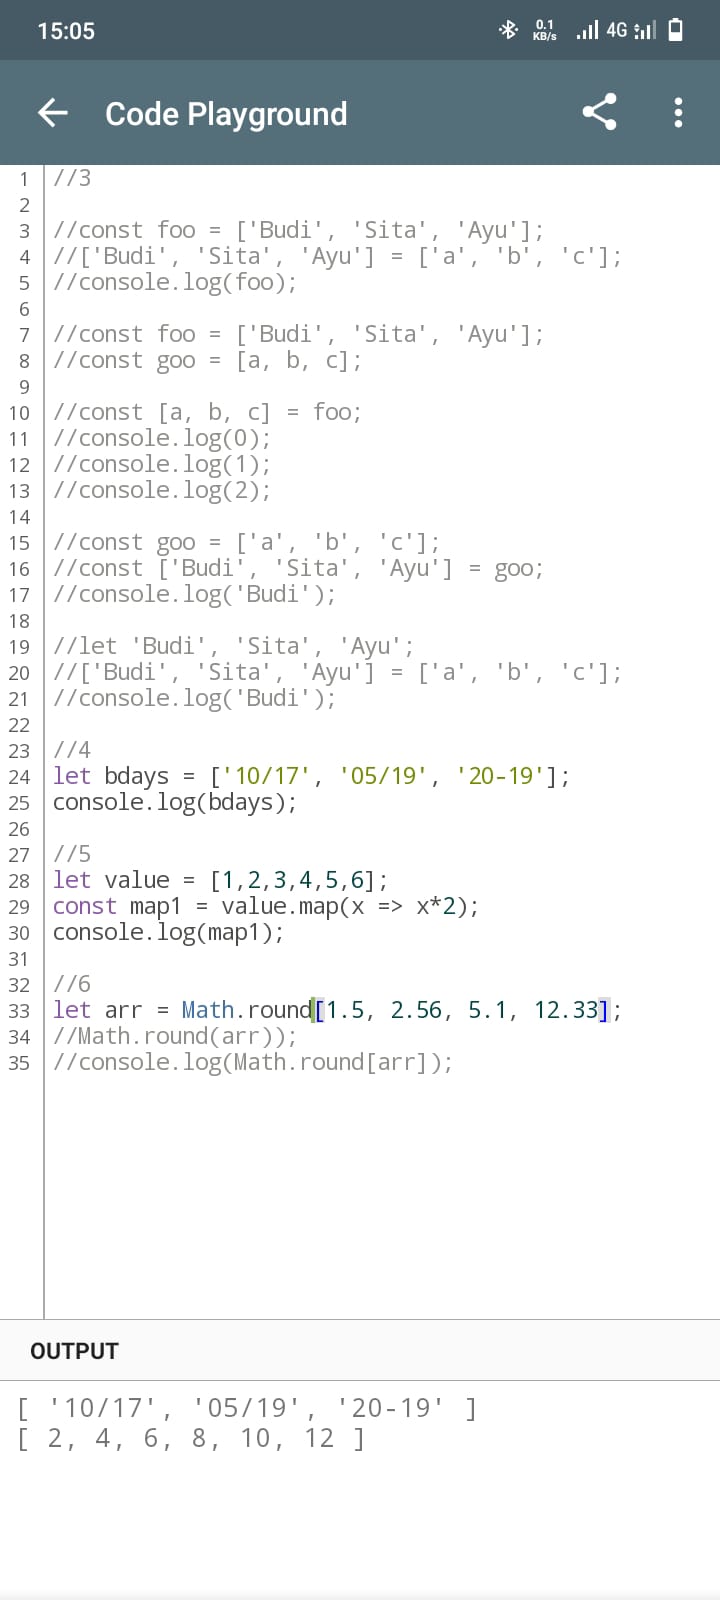 15:05
0.1 KB/s 4G
Code Playground
1 //3
2
3 //const foo = ['Budi', 'Sita', 'Ayu'];
4 //['Budi', 'Sita', 'Ayu'] = ['a', 'b', 'c'];
5 //console.log(foo);
6
7 //const foo = ['Budi', 'Sita', 'Ayu'];
8 //const goo = [a, b, c];
9
10 //const [a, b, c] = foo;
11 //console.log(0);
12 //console.log(1);
13 //console.log(2);
14
15 //const goo = ['a', 'b', 'c'];
16 //const ['Budi', 'Sita', 'Ayu'] = goo;
17 //console.log('Budi');
18
19 //let 'Budi', 'Sita', 'Ayu';
20 //['Budi', 'Sita', 'Ayu'] = ['a', 'b', 'c'];
21 //console.log('Budi');
22
23 //4
24 let bdays = ['10/17', '05/19', '20-19'];
25 console.log(bdays);
26
27 //5
28 let value = [1,2,3,4,5,6];
29 const map1 = value.map(x => x*2);
30 console.log(map1);
31
32 //6
33 let arr = Math.round[1.5, 2.56, 5.1, 12.33];
34 //Math.round(arr));
35 //console.log(Math.round[arr]);
OUTPUT
[ '10/17', '05/19', '20-19' ]
[ 2, 4, 6, 8, 10, 12 ]